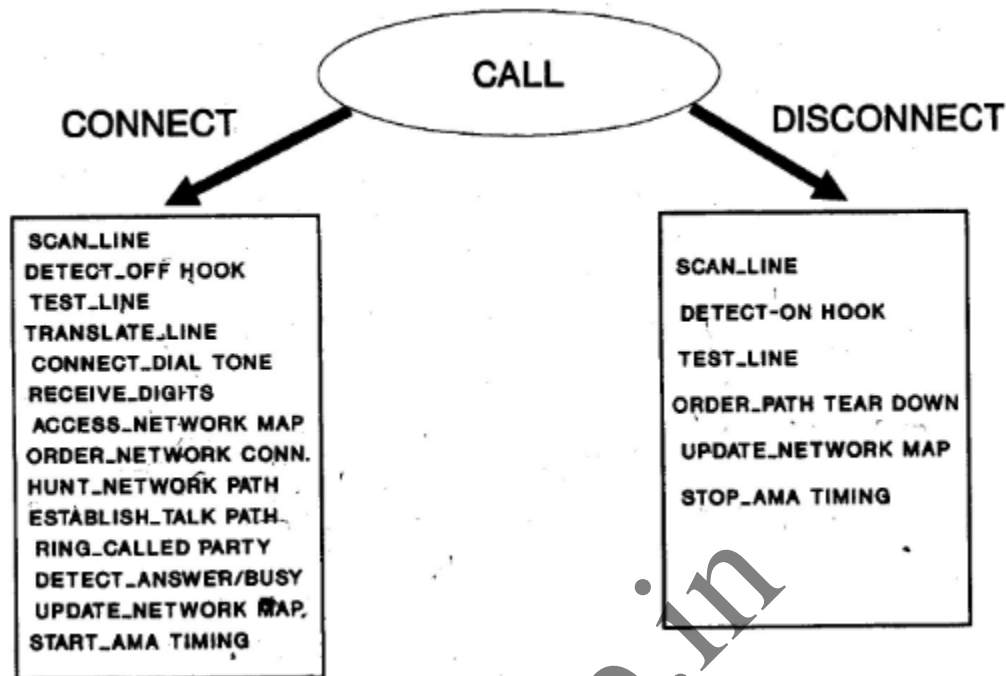 CALL
CONNECT
DISCONNECT
SCAN_LINE
DETECT_OFF HOOK
TEST_LINE
TRANSLATE_LINE
CONNECT_DIAL TONE
RECEIVE_DIGITS
ACCESS_NETWORK MAP
ORDER_NETWORK CONN.
HUNT_NETWORK PATH
ESTABLISH_TALK PATH
RING_CALLED PARTY
DETECT_ANSWER/BUSY
UPDATE_NETWORK MAP.
START_AMA TIMING
SCAN_LINE
DETECT-ON HOOK
TEST_LINE
ORDER_PATH TEAR DOWN
UPDATE_NETWORK MAP
STOP_AMA TIMING
.in